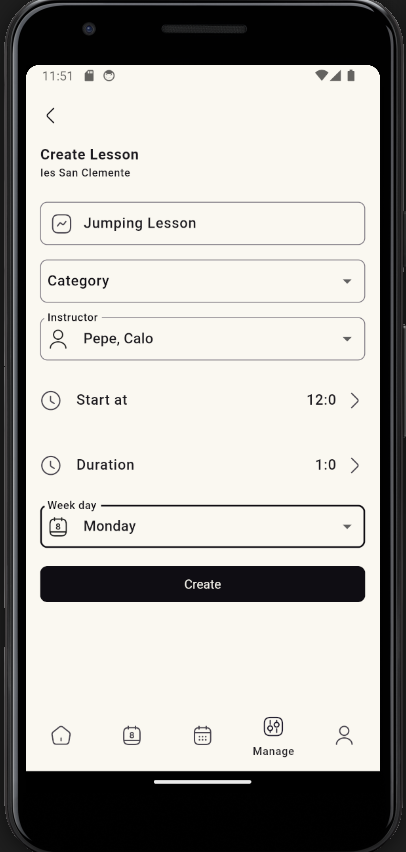 11:51
Create Lesson
Ies San Clemente
Jumping Lesson
Category
Instructor
Pepe, Calo
Start at 12:0
Duration 1:0
Week day
8 Monday
Create
8
Manage